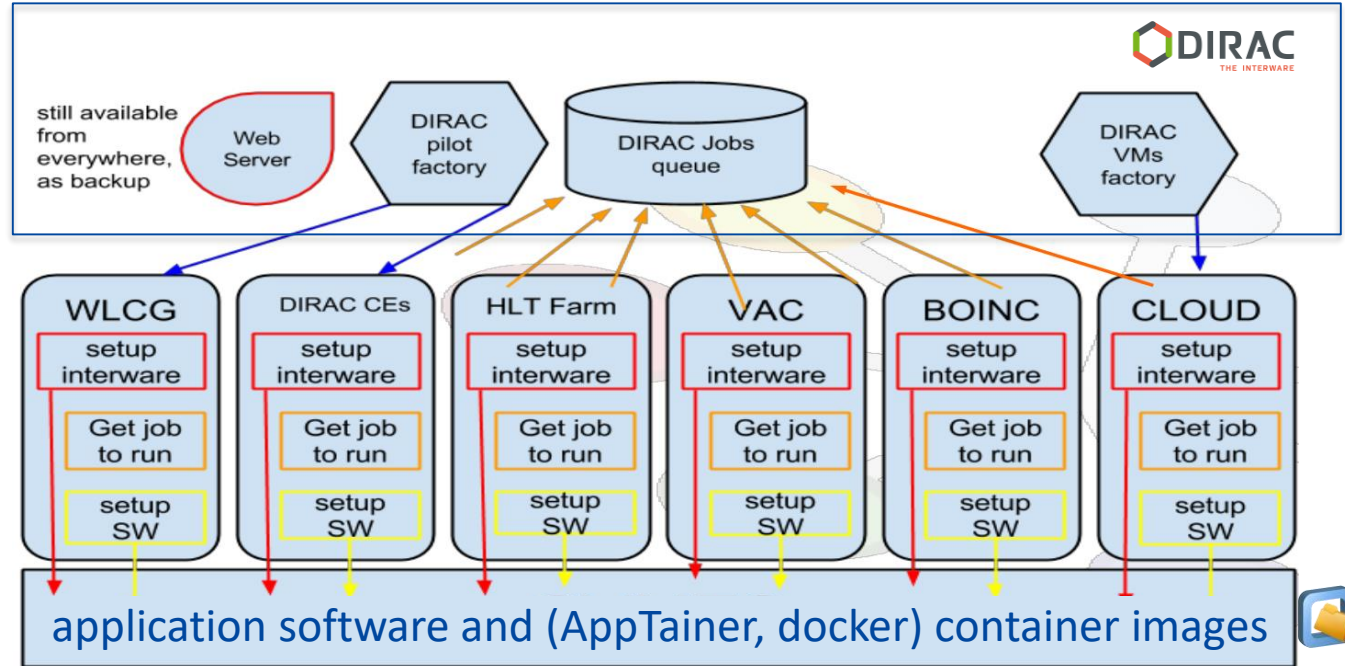 DIRAC
THE INTERWARE
still available
from
everywhere,
as backup
Web
Server
DIRAC
pilot
factory
DIRAC Jobs
queue
DIRAC
VMs
factory
WLCG
setup
interware
Get job
to run
setup
SW
DIRAC CEs
setup
interware
Get job
to run
setup
SW
HLT Farm
setup
interware
Get job
to run
setup
SW
VAC
setup
interware
Get job
to run
setup
SW
BOINC
setup
interware
Get job
to run
setup
SW
CLOUD
setup
interware
Get job
to run
setup
SW
application software and (AppTainer, docker) container images